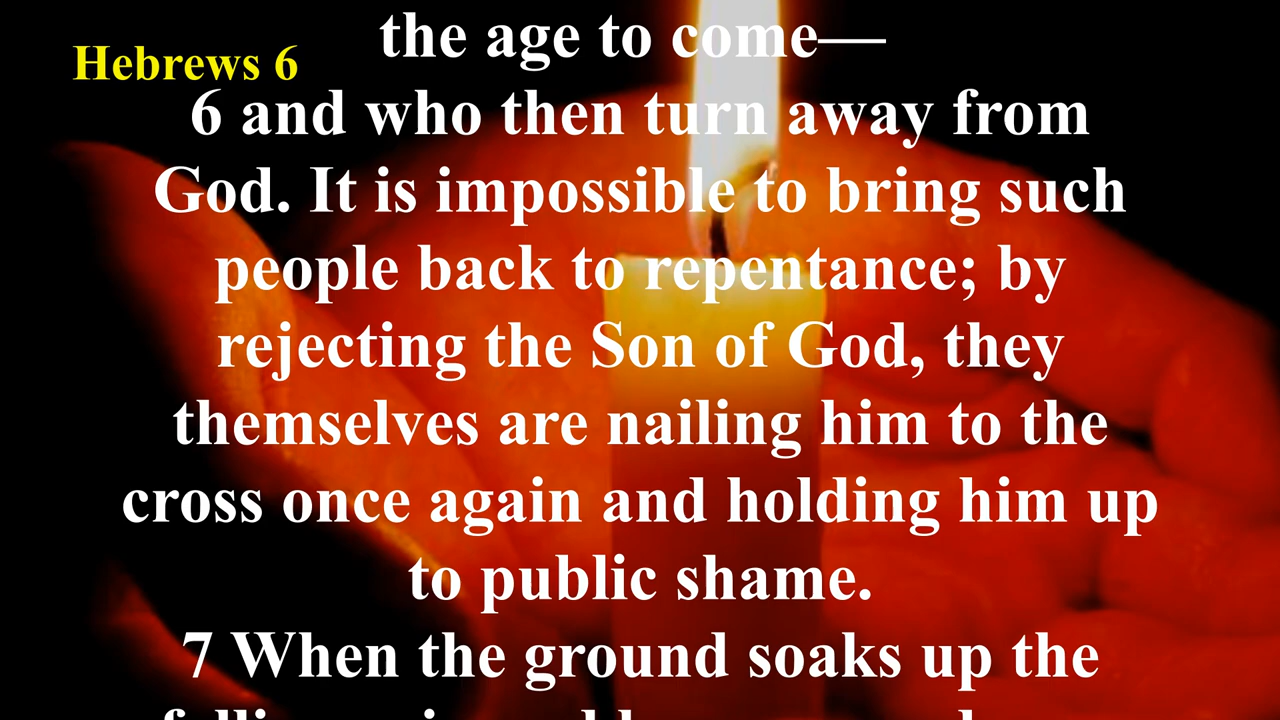 the age to come—
Hebrews 6
6 and who then turn away from
God. It is impossible to bring such
people back to repentance; by
rejecting the Son of God, they
themselves are nailing him to the
cross once again and holding him up
to public shame.
7 When the ground soaks up the